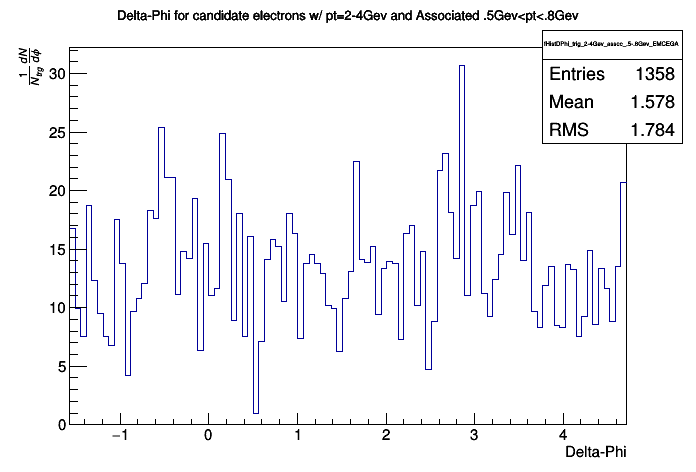 Delta-Phi for candidate electrons w/ pt=2-4Gev and Associated .5Gev<pt<.8Gev
fHistDPhi_trig_2-4Gev_assoc_.5-.8Gev_EMCEGA
Entries 1358
Mean 1.578
RMS 1.784
1 dN
N_trg dϕ
30
25
20
15
10
5
0
−1 0 1 2 3 4
Delta-Phi